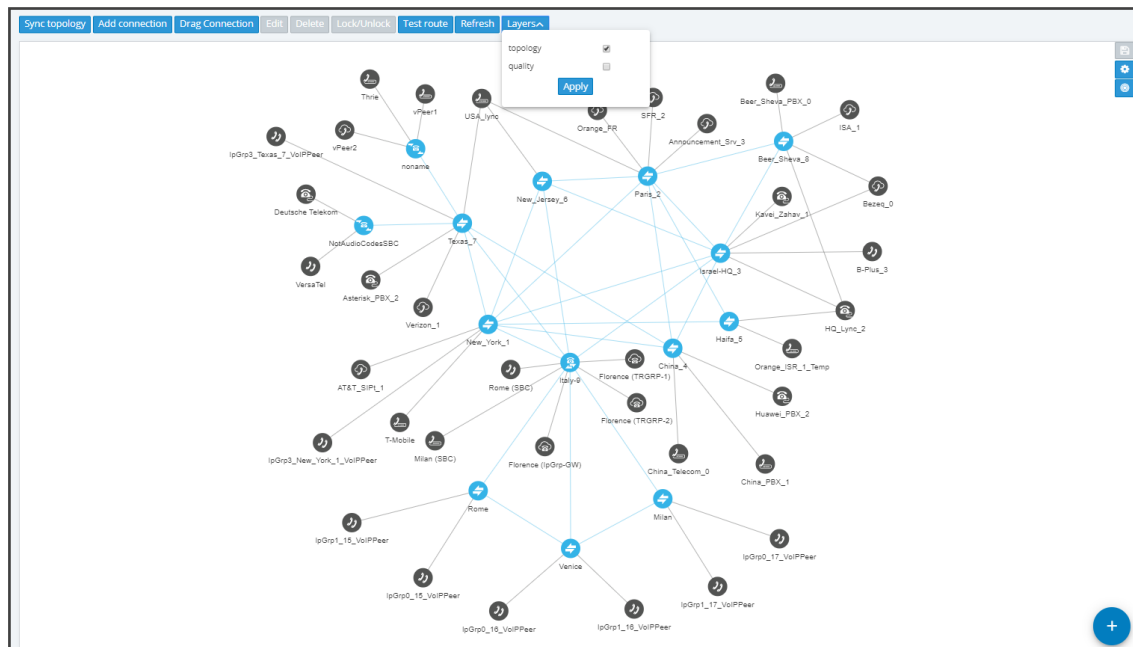 Sync topology Add connection Drag Connection Edit Delete Lock/Unlock Test route Refresh Layers
topology
quality
Apply
Thrie
vPeer1
USA_lync
Orange_FR
SFR_2
Beer_Sheva_PBX_0
ISA_1
Announcement_Srv_3
vPeer2
IpGrp3_Texas_7_VoIPPeer
noname
Beer_Sheva_8
New_Jersey_6
Paris_2
Bezeq_0
Deutsche Telekom
Kavei_Zahav_1
NotAudioCodesSBC
Texas_7
Israel-HQ_3
B-Plus_3
VersaTel
Asterisk_PBX_2
Verizon_1
HQ_Lync_2
New_York_1
Haifa_5
China_4
Orange_ISR_1_Temp
Italy-9
Rome (SBC)
Florence (TRGRP-1)
AT&T_SIPt_1
Huawei_PBX_2
Florence (TRGRP-2)
T-Mobile
IpGrp3_New_York_1_VoIPPeer
Milan (SBC)
Florence (IpGrp-GW)
China_Telecom_0
China_PBX_1
Rome
Milan
IpGrp1_15_VoIPPeer
IpGrp0_17_VoIPPeer
Venice
IpGrp0_15_VoIPPeer
IpGrp1_17_VoIPPeer
IpGrp0_16_VoIPPeer
IpGrp1_16_VoIPPeer